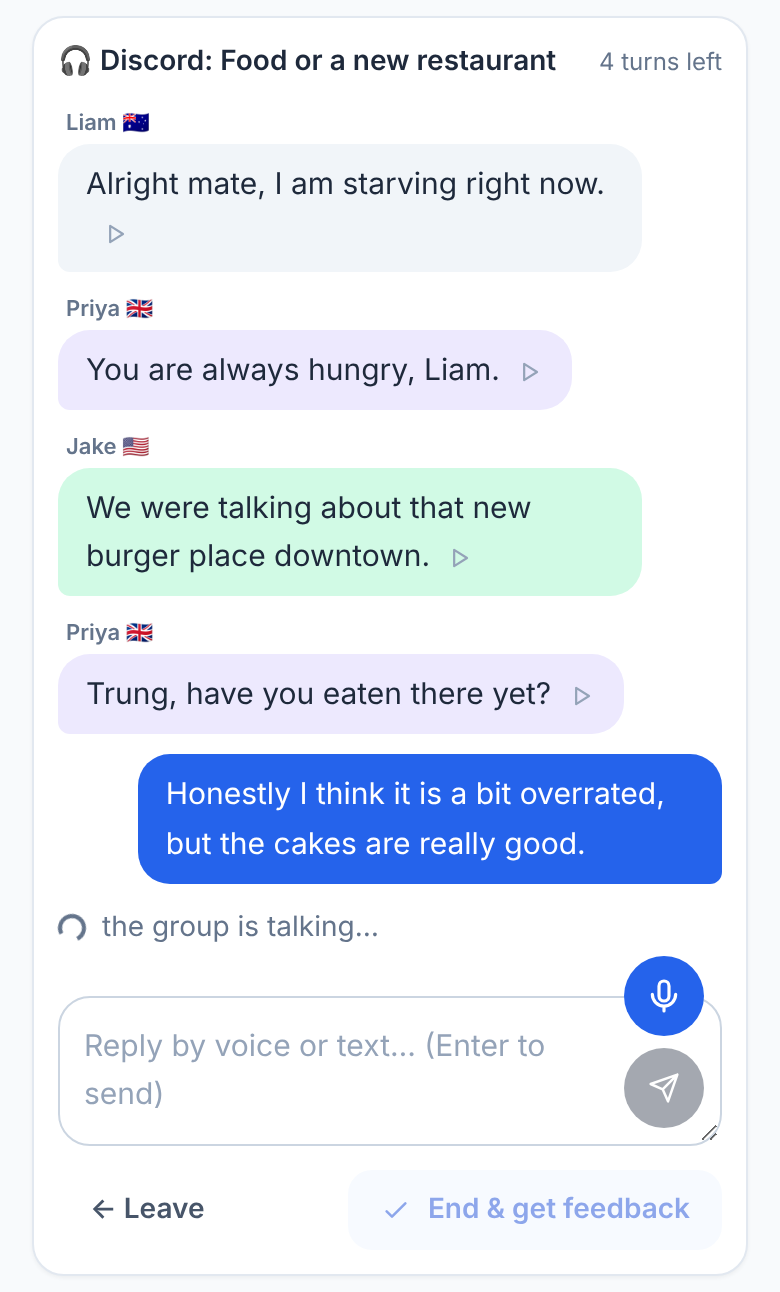 🎧 Discord: Food or a new restaurant
4 turns left
Liam 🇦🇺
Alright mate, I am starving right now.
Priya 🇬🇧
You are always hungry, Liam.
Jake 🇺🇸
We were talking about that new
burger place downtown.
Priya 🇬🇧
Trung, have you eaten there yet?
Honestly I think it is a bit overrated,
but the cakes are really good.
the group is talking...
Reply by voice or text... (Enter to
send)
← Leave
✓ End & get feedback